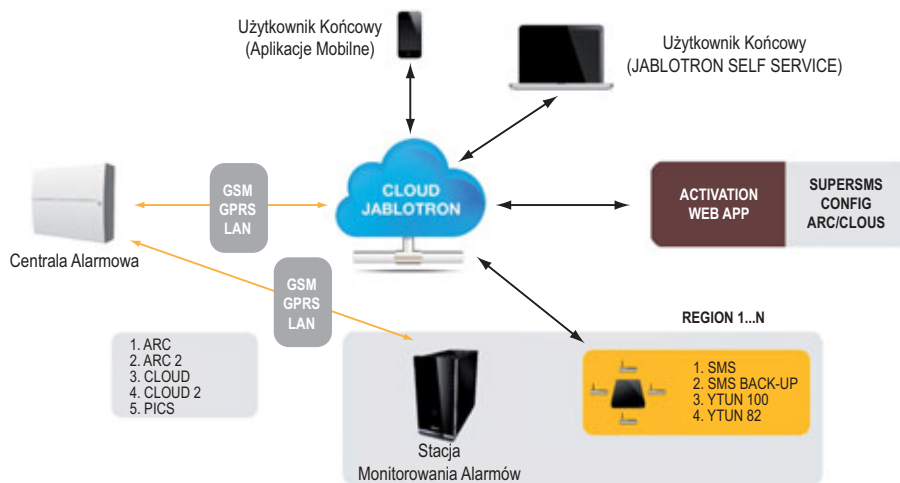 Użytkownik Końcowy
(Aplikacje Mobilne)
Użytkownik Końcowy
(JABLOTRON SELF SERVICE)
GSM
GPRS
LAN
CLOUD
JABLOTRON
ACTIVATION
WEB APP
SUPERSMS
CONFIG
ARC/CLOUS
Centrala Alarmowa
GSM
GPRS
LAN
REGION 1...N
1. ARC
2. ARC 2
3. CLOUD
4. CLOUD 2
5. PICS
1. SMS
2. SMS BACK-UP
3. YTUN 100
4. YTUN 82
Stacja
Monitorowania Alarmów